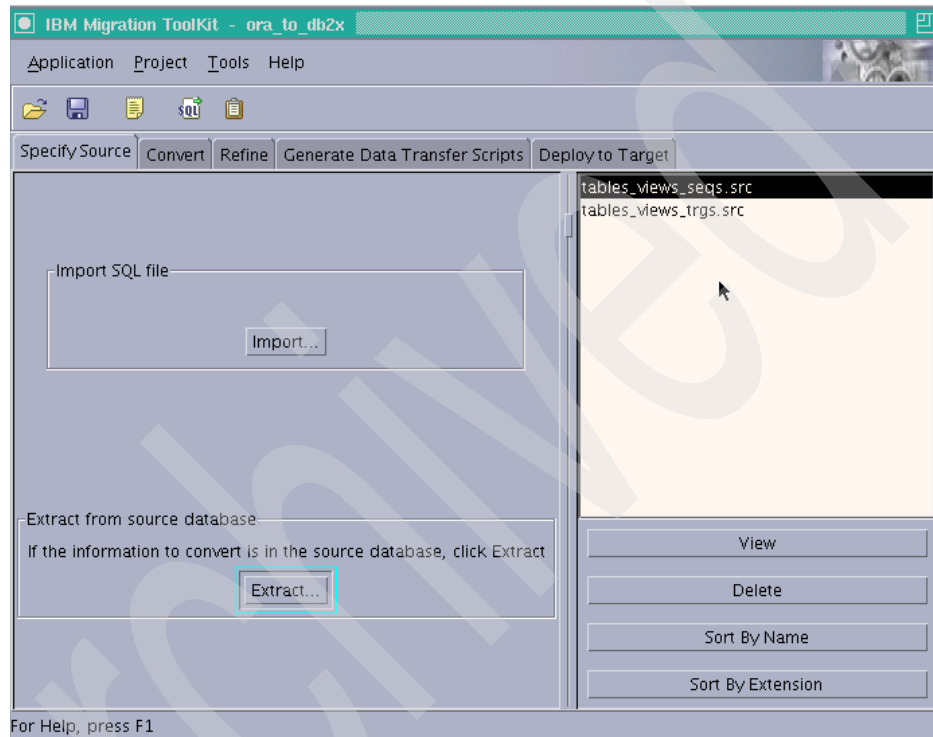 IBM Migration ToolKit - ora_to_db2x
Application Project Tools Help
SQL
Specify Source Convert Refine Generate Data Transfer Scripts Deploy to Target
tables_views_seqs.src
tables_views_trgs.src
Import SQL file
Import...
Extract from source database
If the information to convert is in the source database, click Extract
Extract...
View
Delete
Sort By Name
Sort By Extension
For Help, press F1
rchived